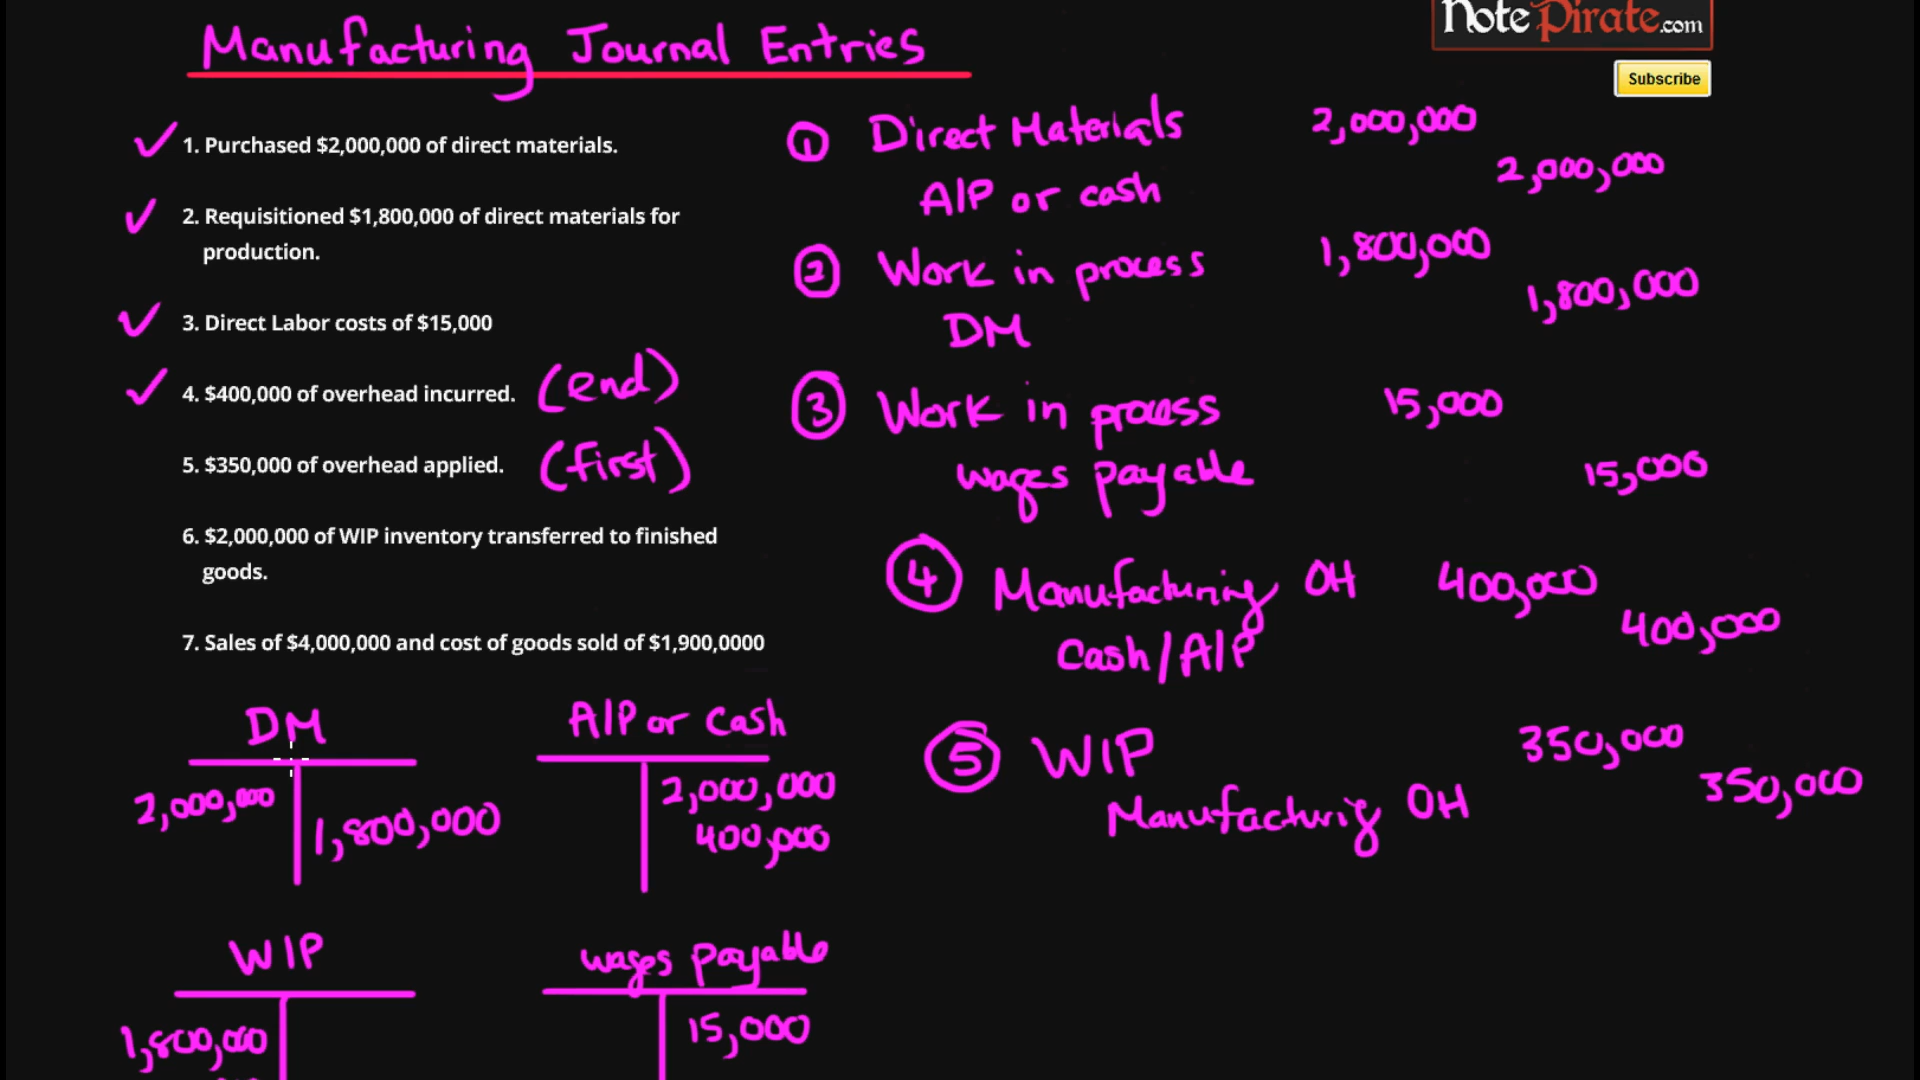 Manufacturing Journal Entries
NotePirate.com
Subscribe
1. Purchased $2,000,000 of direct materials.
2. Requisitioned $1,800,000 of direct materials for
production.
3. Direct Labor costs of $15,000
4. $400,000 of overhead incurred. (end)
5. $350,000 of overhead applied. (first)
6. $2,000,000 of WIP inventory transferred to finished
goods.
7. Sales of $4,000,000 and cost of goods sold of $1,900,0000
① Direct Materials 2,000,000
A/P or cash 2,000,000
② Work in process 1,800,000
DM 1,800,000
③ Work in process 15,000
wages payable 15,000
④ Manufacturing OH 400,000
Cash/A/P 400,000
⑤ WIP 350,000
Manufacturing OH 350,000
DM
2,000,000 1,800,000
A/P or Cash
2,000,000
400,000
WIP
1,800,000
wages payable
15,000